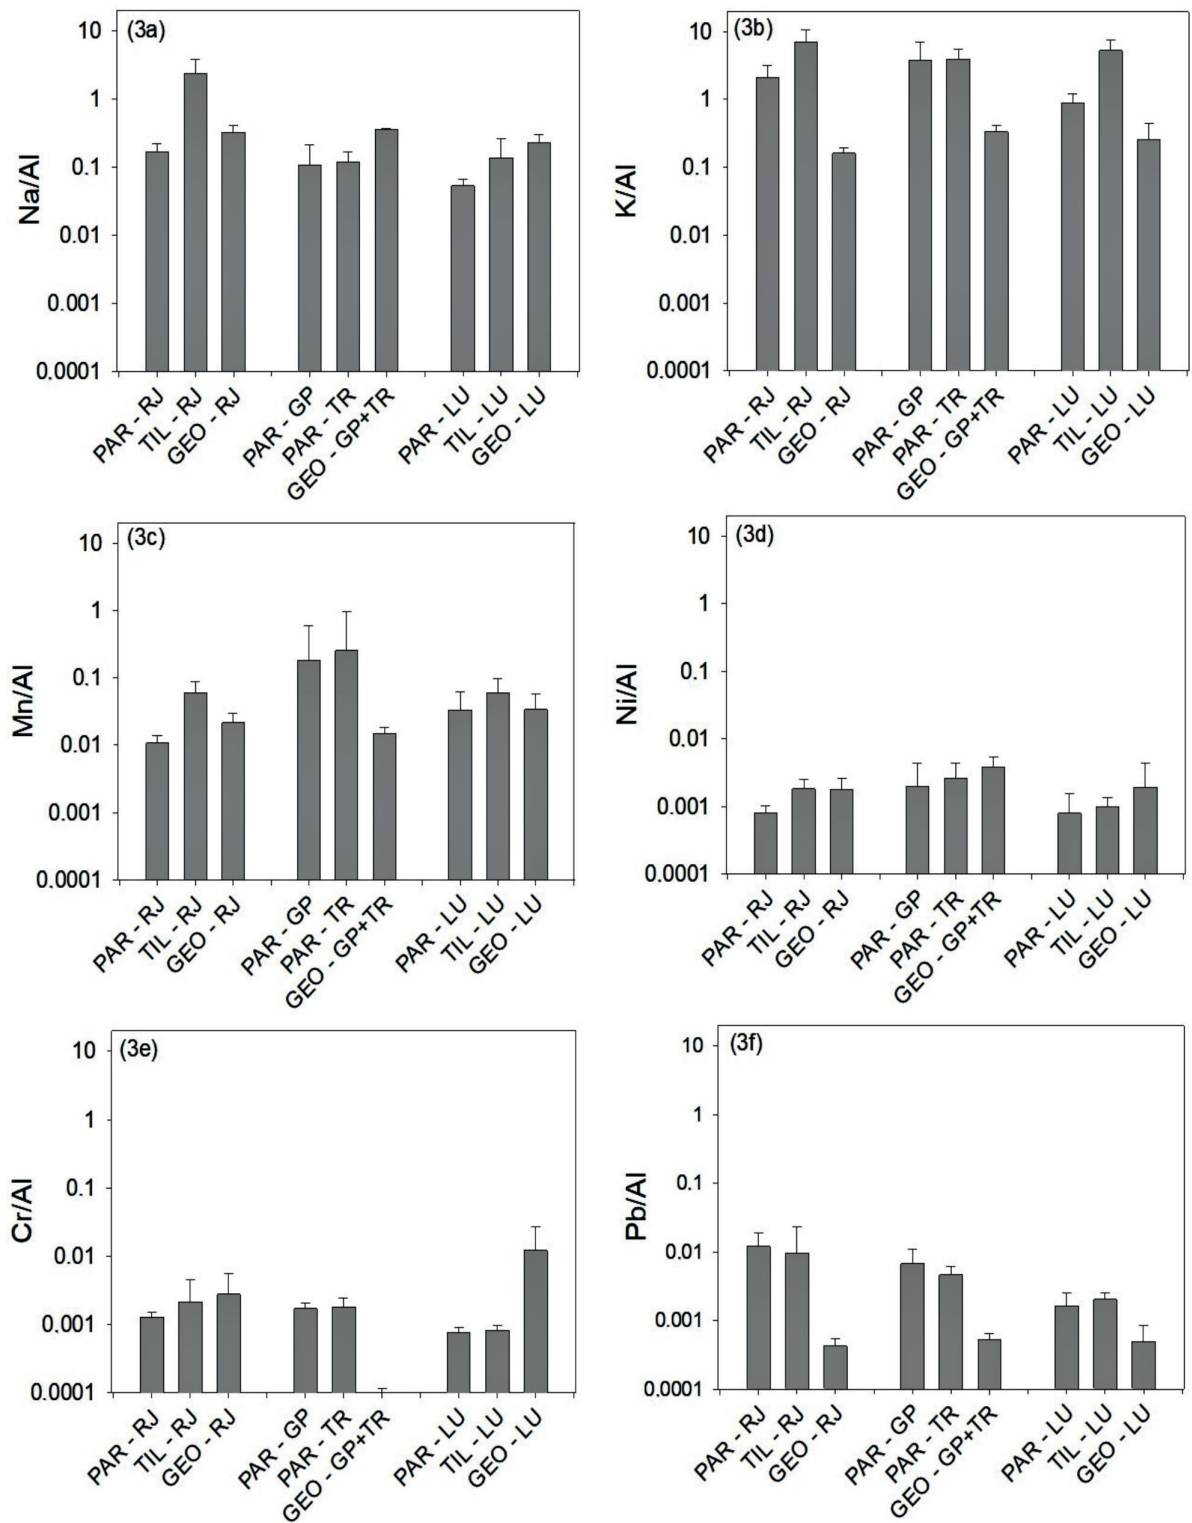 (3a)
10
1
0.1
0.01
0.001
0.0001
Na/Al
PAR - RJ
TIL - RJ
GEO - RJ
PAR - GP
PAR - TR
GEO - GP+TR
PAR - LU
TIL - LU
GEO - LU
(3b)
10
1
0.1
0.01
0.001
0.0001
K/Al
PAR - RJ
TIL - RJ
GEO - RJ
PAR - GP
PAR - TR
GEO - GP+TR
PAR - LU
TIL - LU
GEO - LU
(3c)
10
1
0.1
0.01
0.001
0.0001
Mn/Al
PAR - RJ
TIL - RJ
GEO - RJ
PAR - GP
PAR - TR
GEO - GP+TR
PAR - LU
TIL - LU
GEO - LU
(3d)
10
1
0.1
0.01
0.001
0.0001
Ni/Al
PAR - RJ
TIL - RJ
GEO - RJ
PAR - GP
PAR - TR
GEO - GP+TR
PAR - LU
TIL - LU
GEO - LU
(3e)
10
1
0.1
0.01
0.001
0.0001
Cr/Al
PAR - RJ
TIL - RJ
GEO - RJ
PAR - GP
PAR - TR
GEO - GP+TR
PAR - LU
TIL - LU
GEO - LU
(3f)
10
1
0.1
0.01
0.001
0.0001
Pb/Al
PAR - RJ
TIL - RJ
GEO - RJ
PAR - GP
PAR - TR
GEO - GP+TR
PAR - LU
TIL - LU
GEO - LU